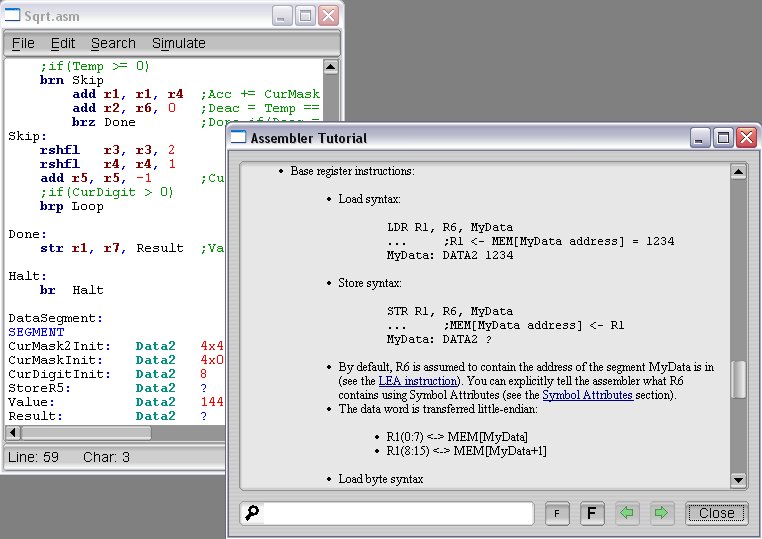 Sqrt.asm
File Edit Search Simulate
;if(Temp >= 0)
brn Skip
add r1, r1, r4 ;Acc += CurMask
add r2, r6, 0 ;Deac = Temp ==
brz Done
Skip:
rshfl r3, r3, 2
rshfl r4, r4, 1
add r5, r5, -1 ;Cu
;if(CurDigit > 0)
brp Loop
Done:
str r1, r7, Result ;Va
Halt:
br Halt
DataSegment:
SEGMENT
CurMask2Init: Data2 4x4
CurMaskInit: Data2 4x0
CurDigitInit: Data2 8
StoreR5: Data2 ?
Value: Data2 144
Result: Data2 ?
Line: 59 Char: 3
Assembler Tutorial
• Base register instructions:
• Load syntax:
LDR R1, R6, MyData
... ;R1 <- MEM[MyData address] = 1234
MyData: DATA2 1234
• Store syntax:
STR R1, R6, MyData
... ;MEM[MyData address] <- R1
MyData: DATA2 ?
• By default, R6 is assumed to contain the address of the segment MyData is in
(see the LEA instruction). You can explicitly tell the assembler what R6
contains using Symbol Attributes (see the Symbol Attributes section).
• The data word is transferred little-endian:
• R1(0:7) <-> MEM[MyData]
• R1(8:15) <-> MEM[MyData+1]
• Load byte syntax
F F Close